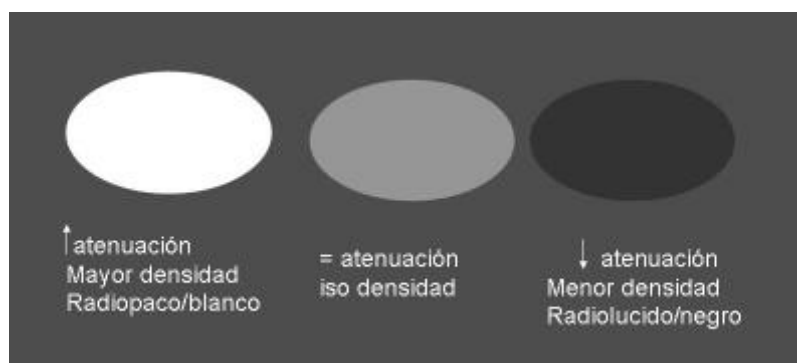 ↑atenuación
Mayor densidad
Radiopaco/blanco
= atenuación
iso densidad
↓ atenuación
Menor densidad
Radiolucido/negro